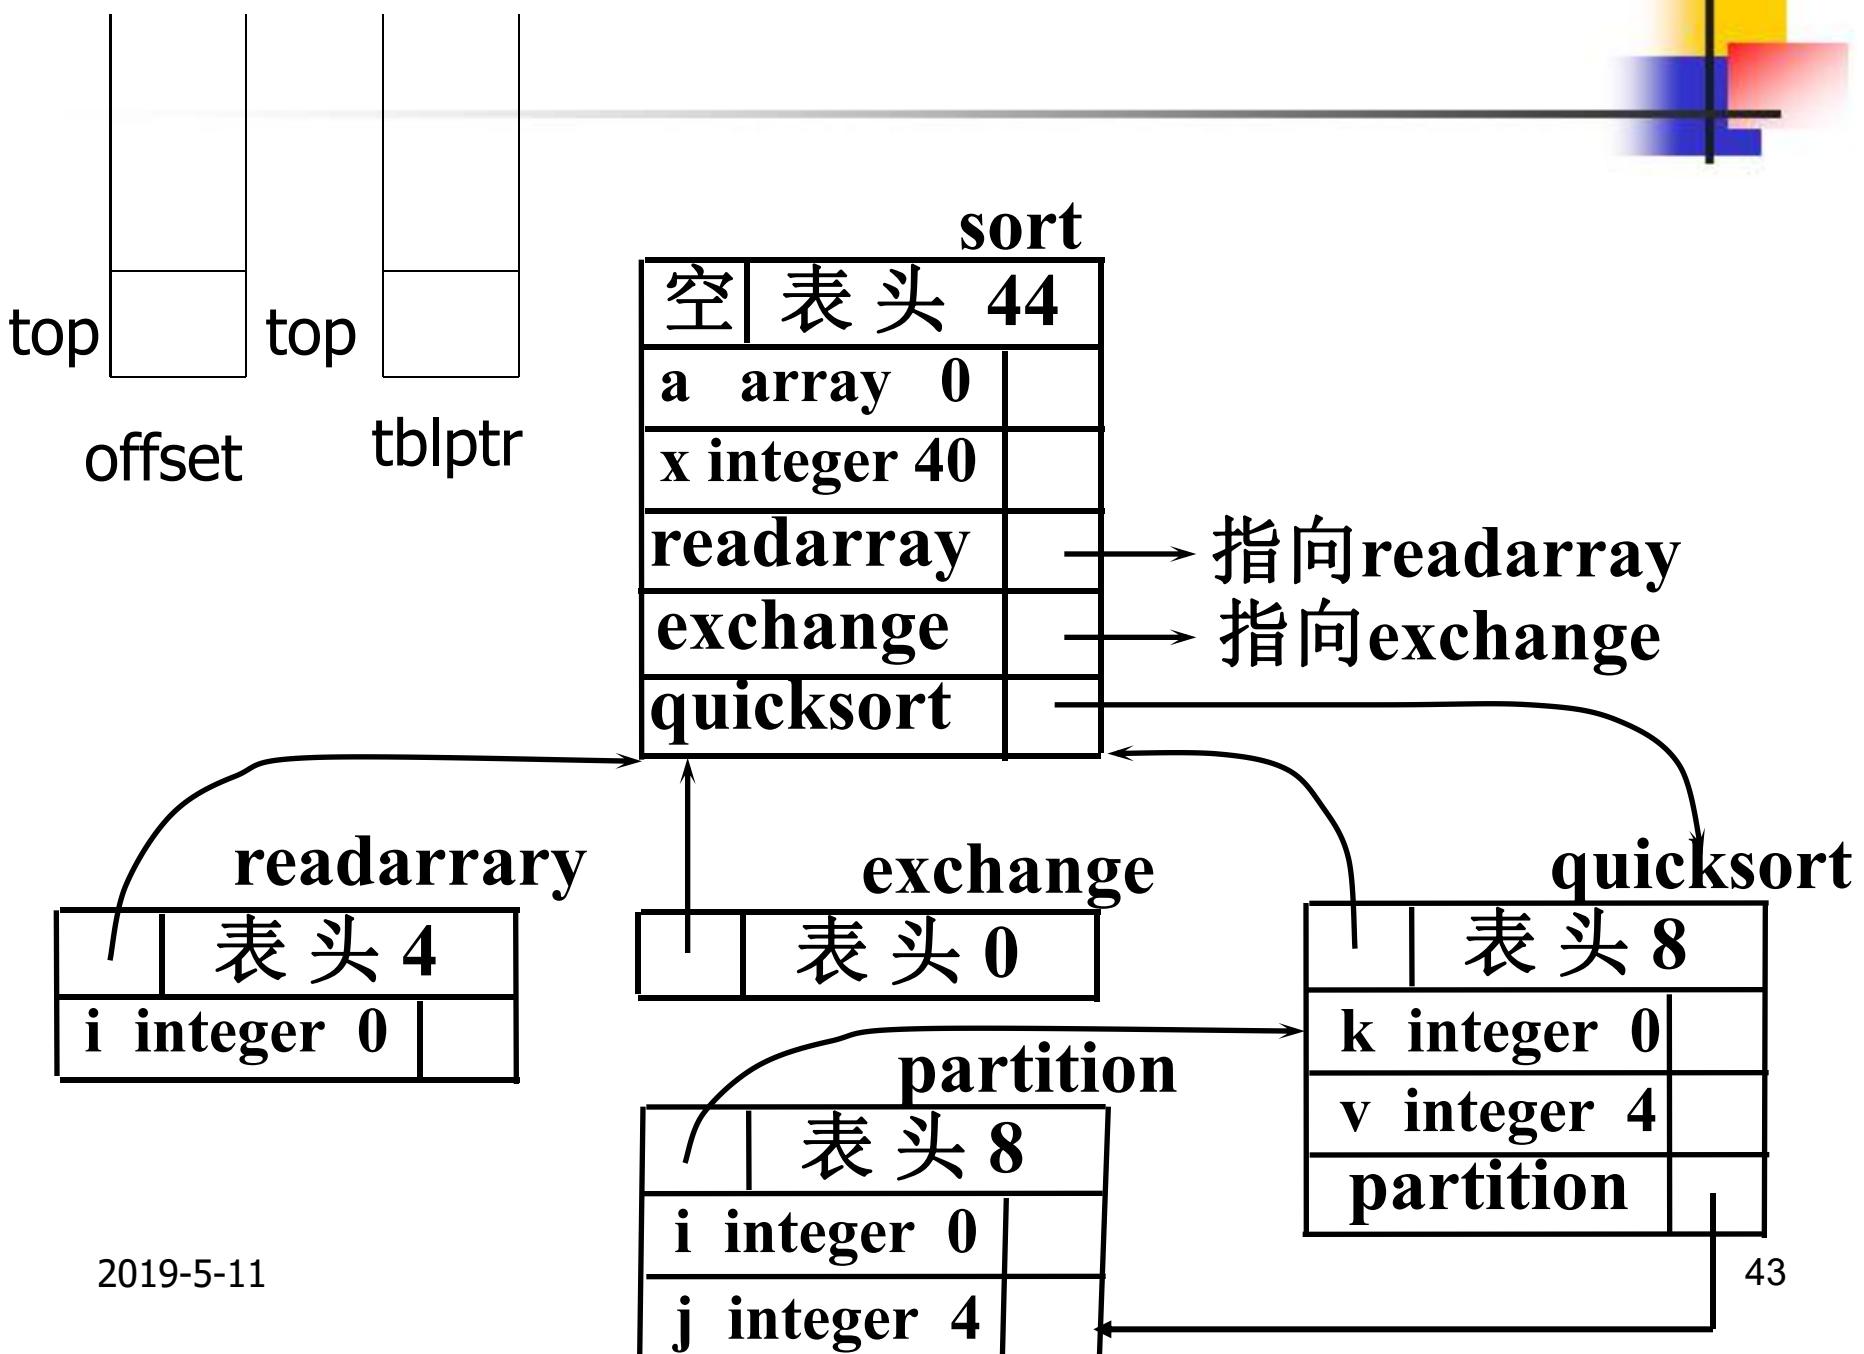 top
top
offset
tblptr
sort
空 表头 44
a array 0
x integer 40
readarray
指向readarray
exchange
指向exchange
quicksort
readarrary
表头 4
i integer 0
exchange
表头 0
quicksort
表头 8
k integer 0
v integer 4
partition
partition
表头 8
i integer 0
j integer 4
2019-5-11
43